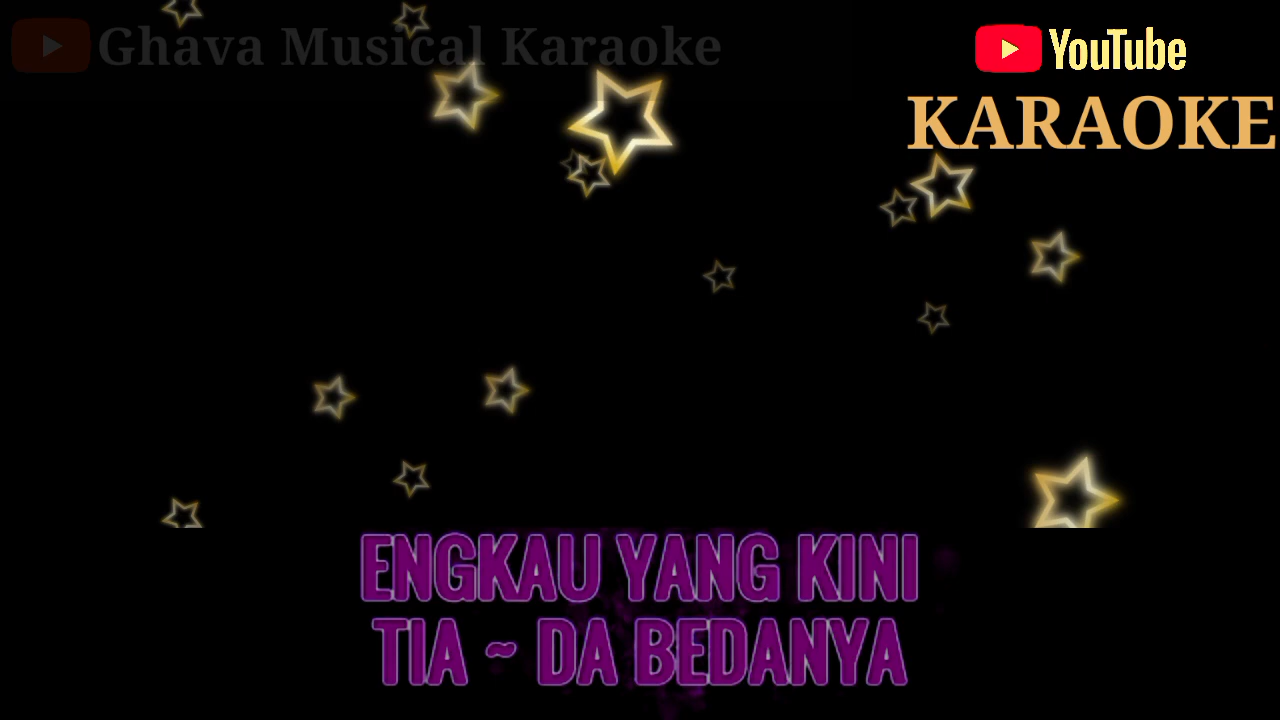 Ghava Musical Karaoke
YouTube
KARAOKE
ENGKAU YANG KINI
TIA ~ DA BEDANYA